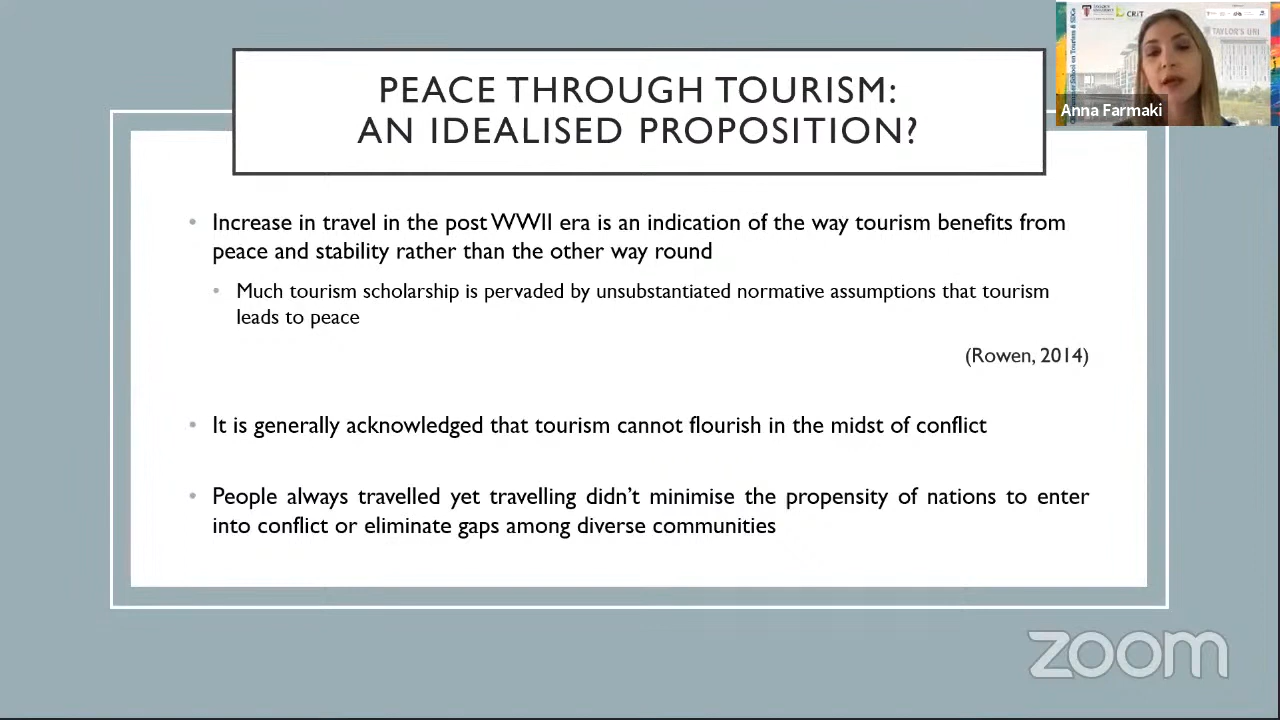 PEACE THROUGH TOURISM:
AN IDEALISED PROPOSITION?
CRiT
TAYLOR'S UNI
Anna Farmaki
• Increase in travel in the post WWII era is an indication of the way tourism benefits from
peace and stability rather than the other way round
• Much tourism scholarship is pervaded by unsubstantiated normative assumptions that tourism
leads to peace
(Rowen, 2014)
• It is generally acknowledged that tourism cannot flourish in the midst of conflict
• People always travelled yet travelling didn't minimise the propensity of nations to enter
into conflict or eliminate gaps among diverse communities
zoom